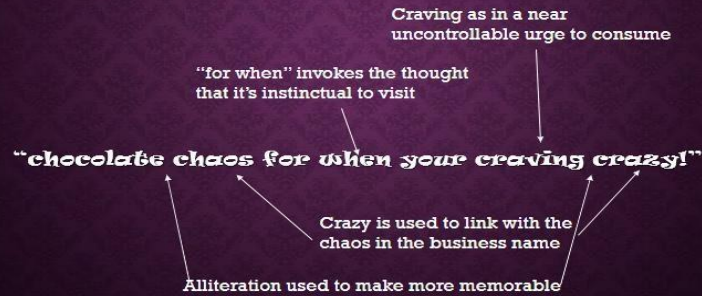 Craving as in a near
uncontrollable urge to consume
“for when” invokes the thought
that it’s instinctual to visit
“chocolate chaos for when your craving crazy!”
Crazy is used to link with the
chaos in the business name
Alliteration used to make more memorable